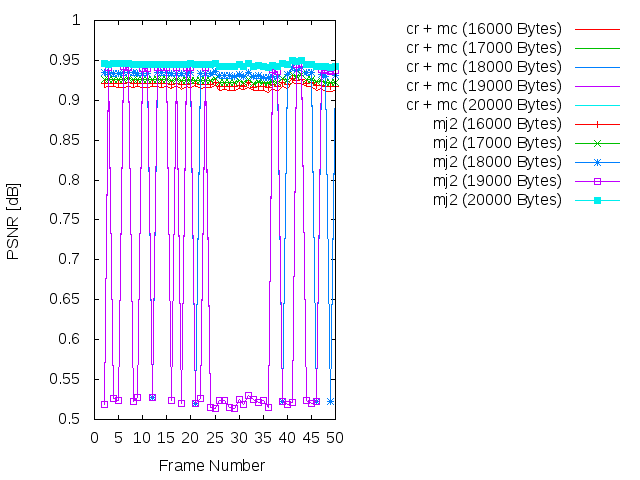 1
0.95
0.9
0.85
0.8
0.75
0.7
0.65
0.6
0.55
0.5
PSNR [dB]
0 5 10 15 20 25 30 35 40 45 50
Frame Number
cr + mc (16000 Bytes)
cr + mc (17000 Bytes)
cr + mc (18000 Bytes)
cr + mc (19000 Bytes)
cr + mc (20000 Bytes)
mj2 (16000 Bytes)
mj2 (17000 Bytes)
mj2 (18000 Bytes)
mj2 (19000 Bytes)
mj2 (20000 Bytes)